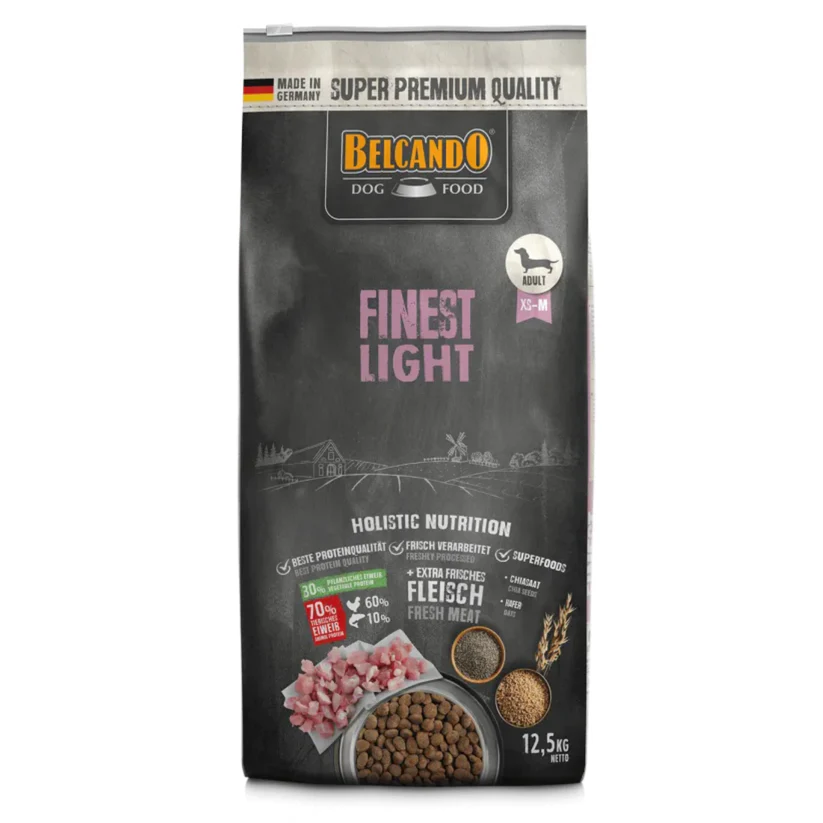 MADE IN
GERMANY
SUPER PREMIUM QUALITY
BELCANDO®
DOG FOOD
ADULT
XS-M
FINEST
LIGHT
HOLISTIC NUTRITION
BESTE PROTEINQUALITÄT
BEST PROTEIN QUALITY
30% PFLANZLICHES EIWEIß
VEGETABLE PROTEIN
70%
TIERISCHES
EIWEIß
ANIMAL PROTEIN
60%
10%
FRISCH VERARBEITET
FRESHLY PROCESSED
+ EXTRA FRISCHES
FLEISCH
FRESH MEAT
SUPERFOODS
• CHIASAAT
CHIA SEEDS
• HAFER
OATS
12,5KG
NETTO